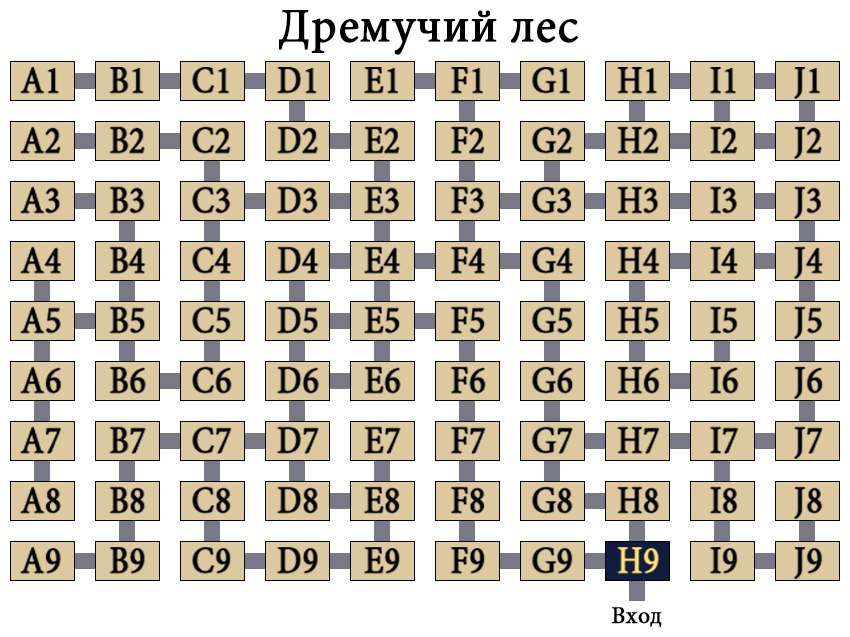 Дремучий лес
A1 B1 C1 D1 E1 F1 G1 H1 I1 J1
A2 B2 C2 D2 E2 F2 G2 H2 I2 J2
A3 B3 C3 D3 E3 F3 G3 H3 I3 J3
A4 B4 C4 D4 E4 F4 G4 H4 I4 J4
A5 B5 C5 D5 E5 F5 G5 H5 I5 J5
A6 B6 C6 D6 E6 F6 G6 H6 I6 J6
A7 B7 C7 D7 E7 F7 G7 H7 I7 J7
A8 B8 C8 D8 E8 F8 G8 H8 I8 J8
A9 B9 C9 D9 E9 F9 G9 H9 I9 J9
Вход